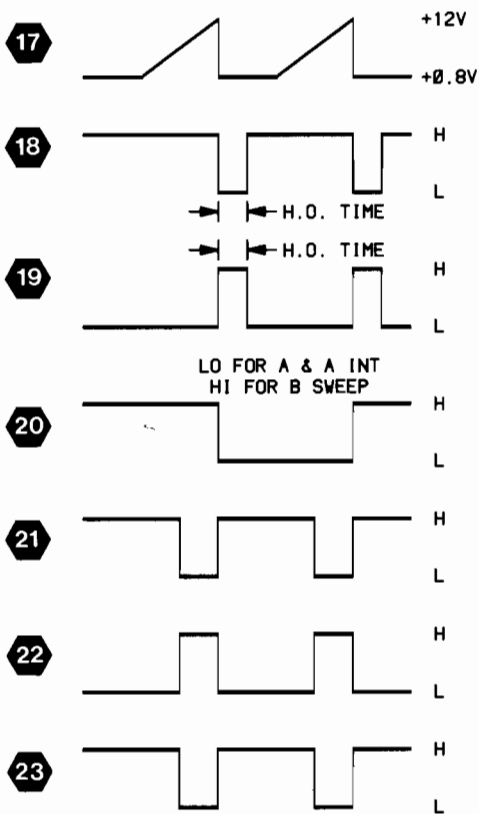 17
+12V
+0.8V
18
H
L
H.O. TIME
H.O. TIME
19
H
L
LO FOR A & A INT
HI FOR B SWEEP
20
H
L
21
H
L
22
H
L
23
H
L